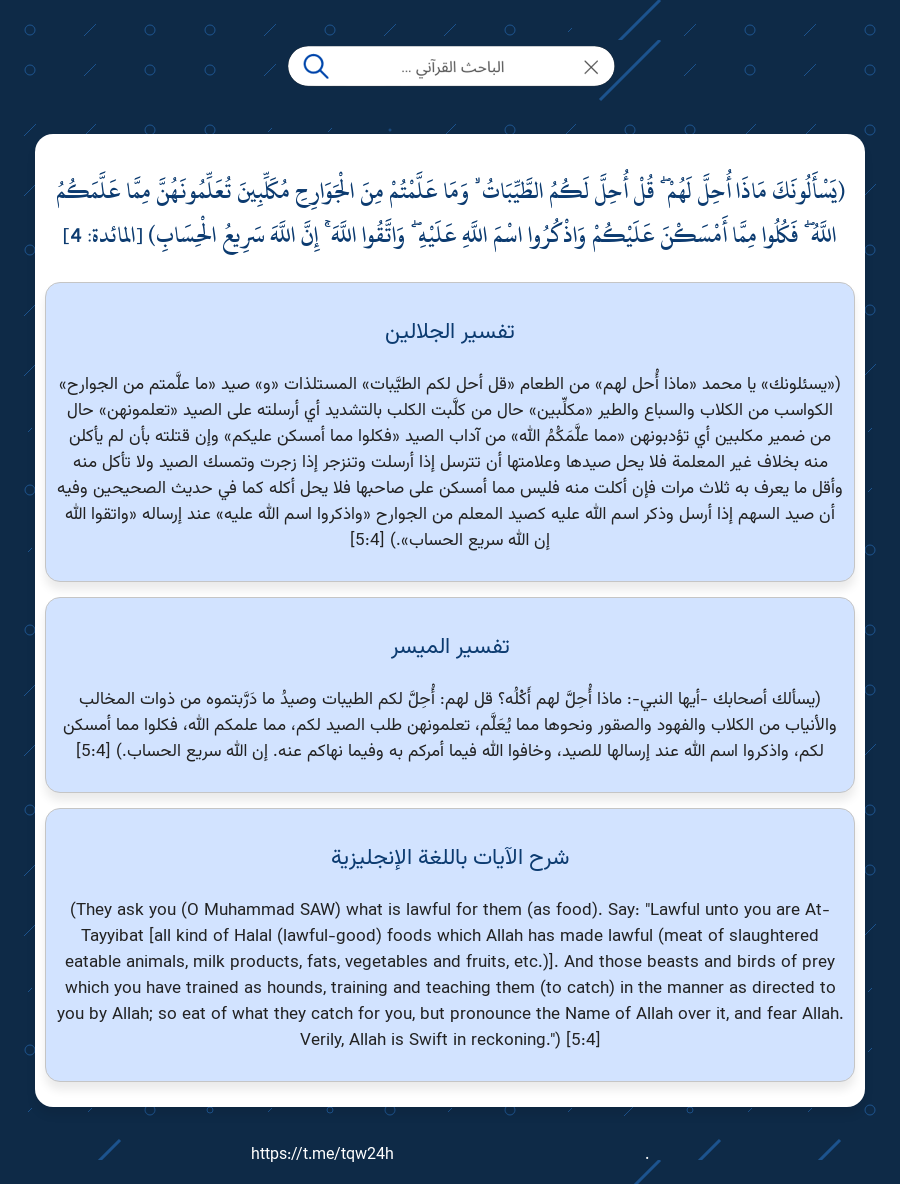 الباحث القرآني ...
(يَسْأَلُونَكَ مَاذَا أُحِلَّ لَهُمْ ۖ قُلْ أُحِلَّ لَكُمُ الطَّيِّبَاتُ ۙ وَمَا عَلَّمْتُمْ مِنَ الْجَوَارِحِ مُكَلِّبِينَ تُعَلِّمُونَهُنَّ مِمَّا عَلَّمَكُمُ
اللَّهُ ۖ فَكُلُوا مِمَّا أَمْسَكْنَ عَلَيْكُمْ وَاذْكُرُوا اسْمَ اللَّهِ عَلَيْهِ ۖ وَاتَّقُوا اللَّهَ ۚ إِنَّ اللَّهَ سَرِيعُ الْحِسَابِ) [المائدة: 4]
تفسير الجلالين
(«يسئلونك» يا محمد «ماذا أُحل لهم» من الطعام «قل أحل لكم الطيَّبات» المستلذات «و» صيد «ما علَّمتم من الجوارح»
الكواسب من الكلاب والسباع والطير «مكلِّبين» حال من كلَّبت الكلب بالتشديد أي أرسلته على الصيد «تعلمونهن» حال
من ضمير مكلبين أي تؤدبونهن «مما علَّمَكُمُ الله» من آداب الصيد «فكلوا مما أمسكن عليكم» وإن قتلته بأن لم يأكلن
منه بخلاف غير المعلمة فلا يحل صيدها وعلامتها أن تترسل إذا أرسلت وتنزجر إذا زجرت وتمسك الصيد ولا تأكل منه
وأقل ما يعرف به ثلاث مرات فإن أكلت منه فليس مما أمسكن على صاحبها فلا يحل أكله كما في حديث الصحيحين وفيه
أن صيد السهم إذا أرسل وذكر اسم الله عليه كصيد المعلم من الجوارح «واذكروا اسم الله عليه» عند إرساله «واتقوا الله
إن الله سريع الحساب».) [5:4]
تفسير الميسر
(يسألك أصحابك -أيها النبي-: ماذا أُحِلَّ لهم أَكْلُه؟ قل لهم: أُحِلَّ لكم الطيبات وصيدُ ما دَرَّبتموه من ذوات المخالب
والأنياب من الكلاب والفهود والصقور ونحوها مما يُعَلَّم، تعلمونهن طلب الصيد لكم، مما علمكم الله، فكلوا مما أمسكن
لكم، واذكروا اسم الله عند إرسالها للصيد، وخافوا الله فيما أمركم به وفيما نهاكم عنه. إن الله سريع الحساب.) [5:4]
شرح الآيات باللغة الإنجليزية
(They ask you (O Muhammad SAW) what is lawful for them (as food). Say: "Lawful unto you are At-
Tayyibat [all kind of Halal (lawful-good) foods which Allah has made lawful (meat of slaughtered
eatable animals, milk products, fats, vegetables and fruits, etc.)]. And those beasts and birds of prey
which you have trained as hounds, training and teaching them (to catch) in the manner as directed to
you by Allah; so eat of what they catch for you, but pronounce the Name of Allah over it, and fear Allah.
Verily, Allah is Swift in reckoning.") [5:4]
https://t.me/tqw24h .